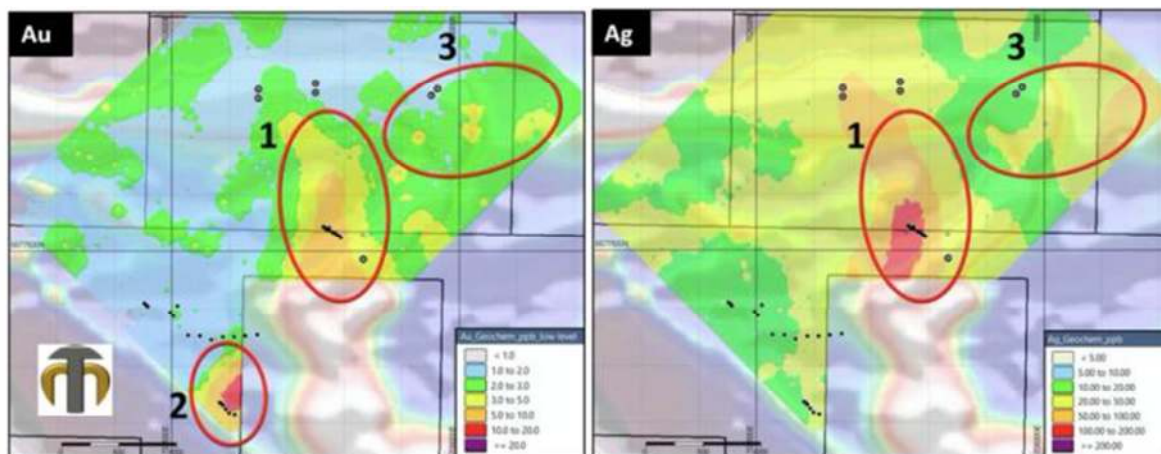 Au
3
1
2
Au_Geochem_ppb_low level
< 1.0
1.0 to 2.0
2.0 to 3.0
3.0 to 5.0
5.0 to 10.0
10.0 to 20.0
>= 20.0
Ag
3
1
Ag_Geochem_ppb
< 5.00
5.00 to 10.00
10.00 to 20.00
20.00 to 50.00
50.00 to 100.00
100.00 to 200.00
>= 200.00